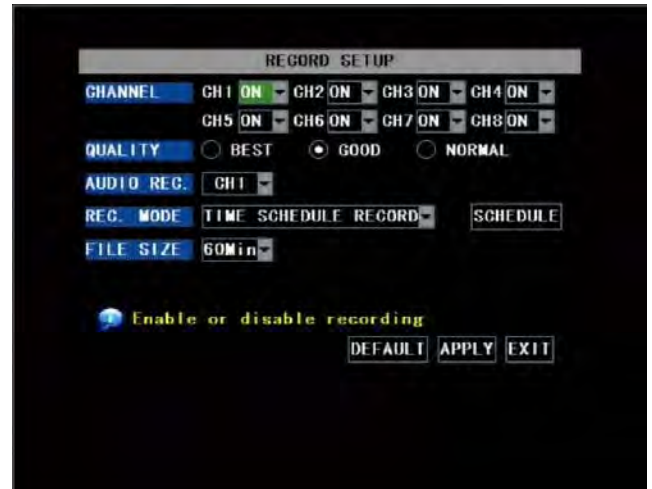 RECORD SETUP
CHANNEL CH1 ON CH2 ON CH3 ON CH4 ON
CH5 ON CH6 ON CH7 ON CH8 ON
QUALITY BEST GOOD NORMAL
AUDIO REC. CH1
REC. MODE TIME SCHEDULE RECORD SCHEDULE
FILE SIZE 60Min
Enable or disable recording
DEFAULT APPLY EXIT